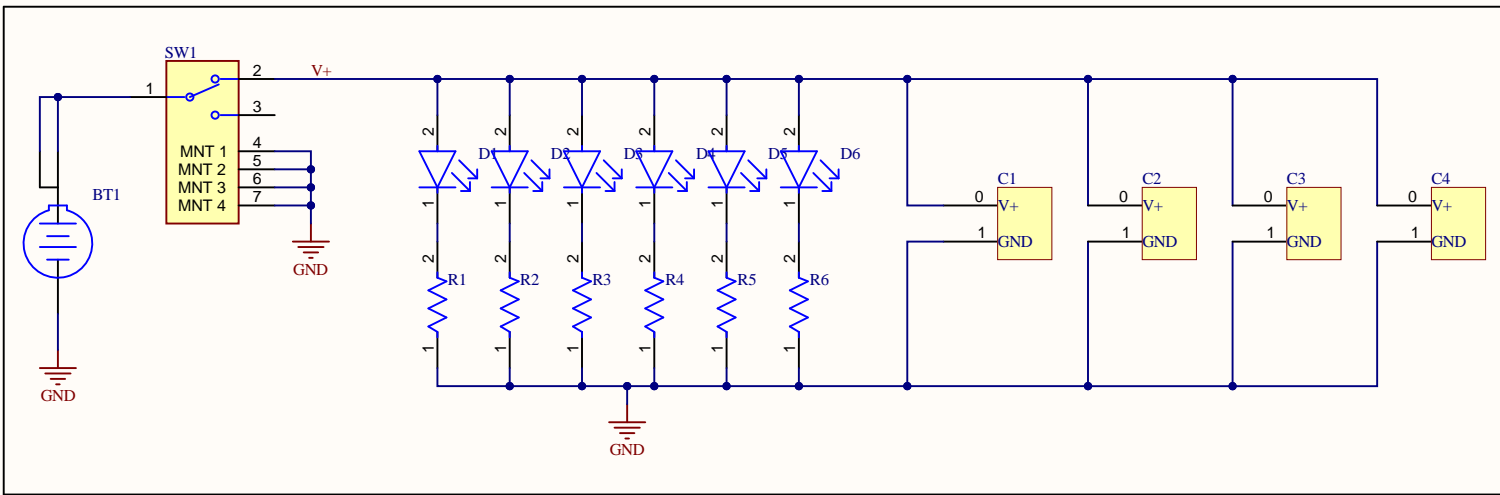 SW1
1
2
V+
3
MNT 1
4
MNT 2
5
MNT 3
6
MNT 4
7
BT1
GND
GND
2
2
2
2
2
2
D1
D2
D3
D4
D5
D6
1
1
1
1
1
1
2
2
2
2
2
2
R1
R2
R3
R4
R5
R6
1
1
1
1
1
1
GND
C1
0
V+
1
GND
C2
0
V+
1
GND
C3
0
V+
1
GND
C4
0
V+
1
GND